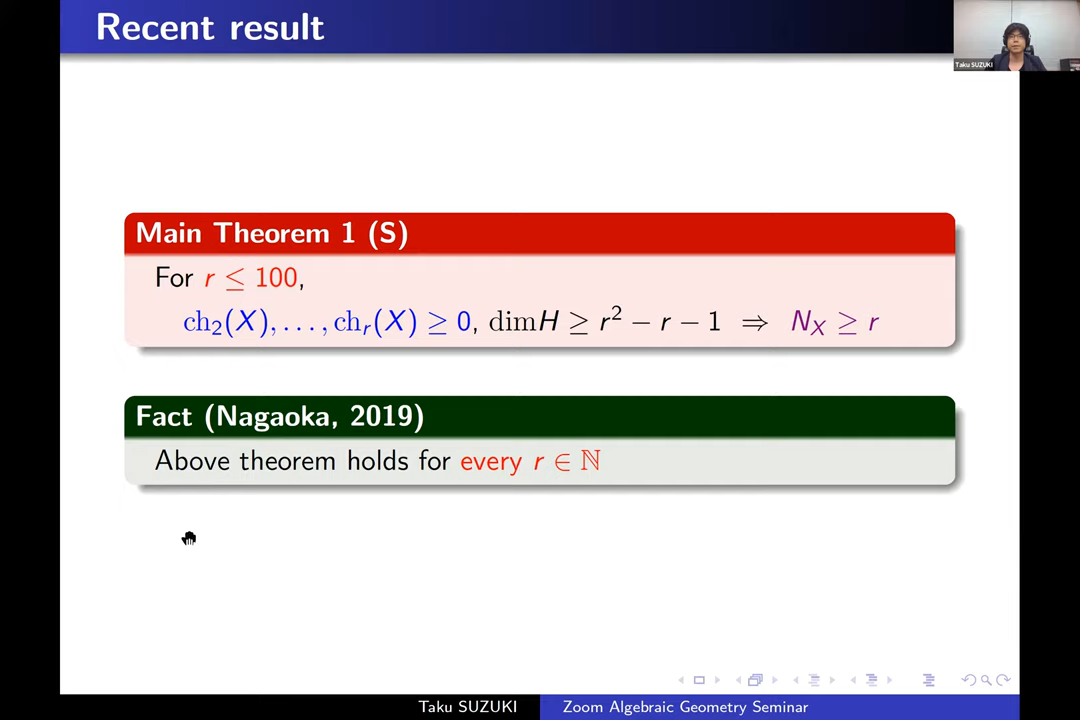 Recent result
Taku SUZUKI
Main Theorem 1 (S)
For r ≤ 100,
ch₂(X), . . . , chᵣ(X) ≥ 0, dimH ≥ r² − r − 1 ⇒ N_X ≥ r
Fact (Nagaoka, 2019)
Above theorem holds for every r ∈ ℕ
Taku SUZUKI Zoom Algebraic Geometry Seminar